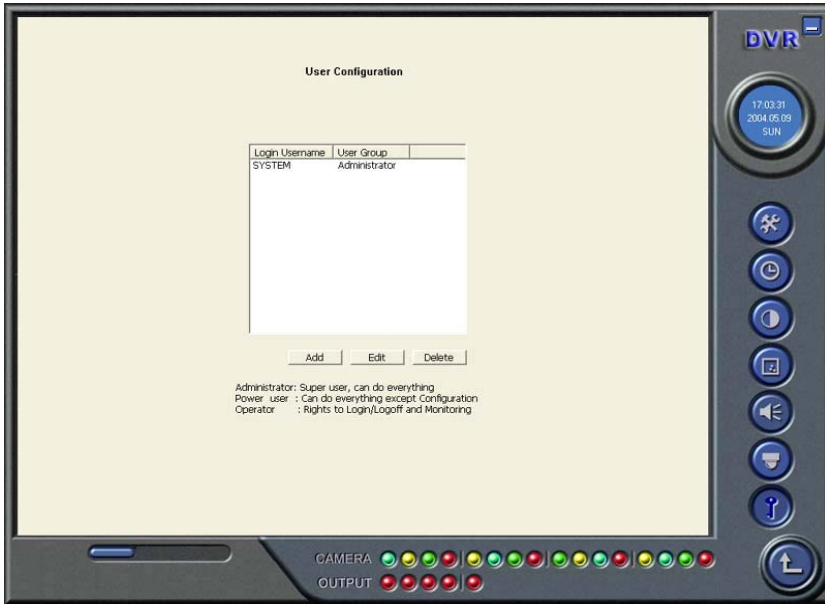 DVR
17:03:31
2004.05.09
SUN
User Configuration
Login Username User Group
SYSTEM Administrator
Add Edit Delete
Administrator: Super user, can do everything
Power user : Can do everything except Configuration
Operator : Rights to Login/Logoff and Monitoring
CAMERA
OUTPUT